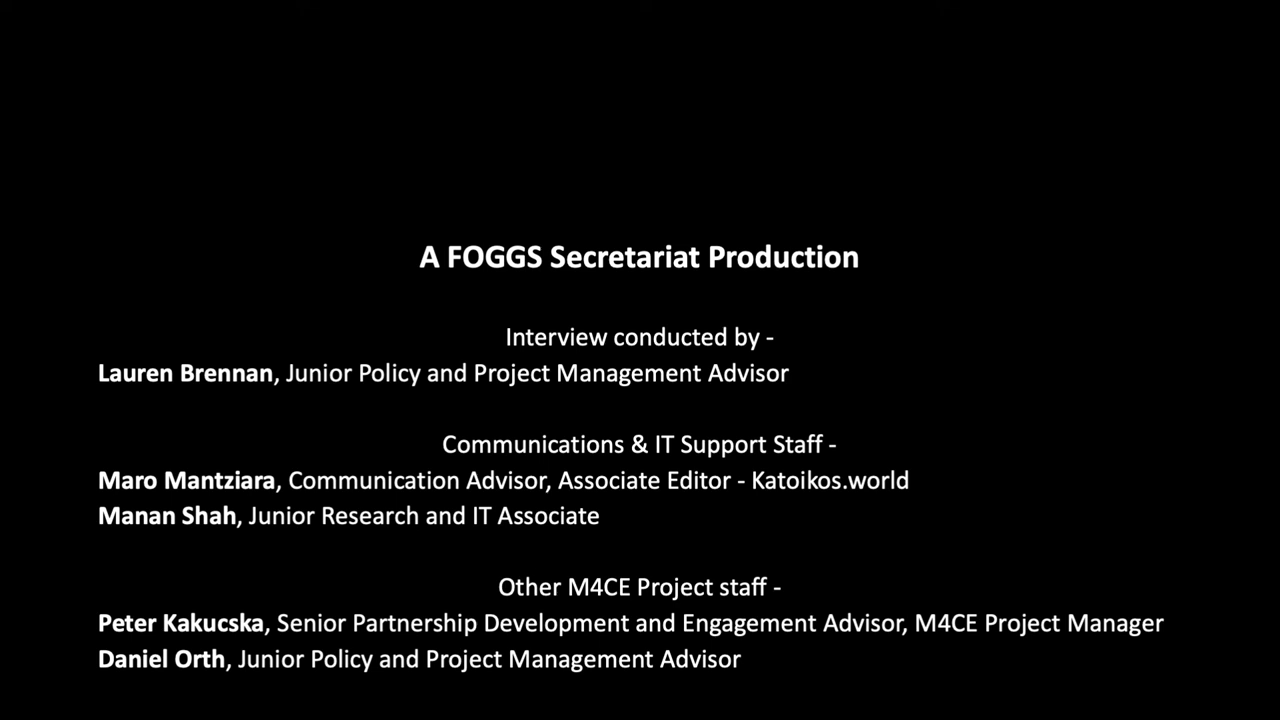 A FOGGS Secretariat Production
Interview conducted by -
Lauren Brennan, Junior Policy and Project Management Advisor
Communications & IT Support Staff -
Maro Mantziara, Communication Advisor, Associate Editor - Katoikos.world
Manan Shah, Junior Research and IT Associate
Other M4CE Project staff -
Peter Kakucska, Senior Partnership Development and Engagement Advisor, M4CE Project Manager
Daniel Orth, Junior Policy and Project Management Advisor